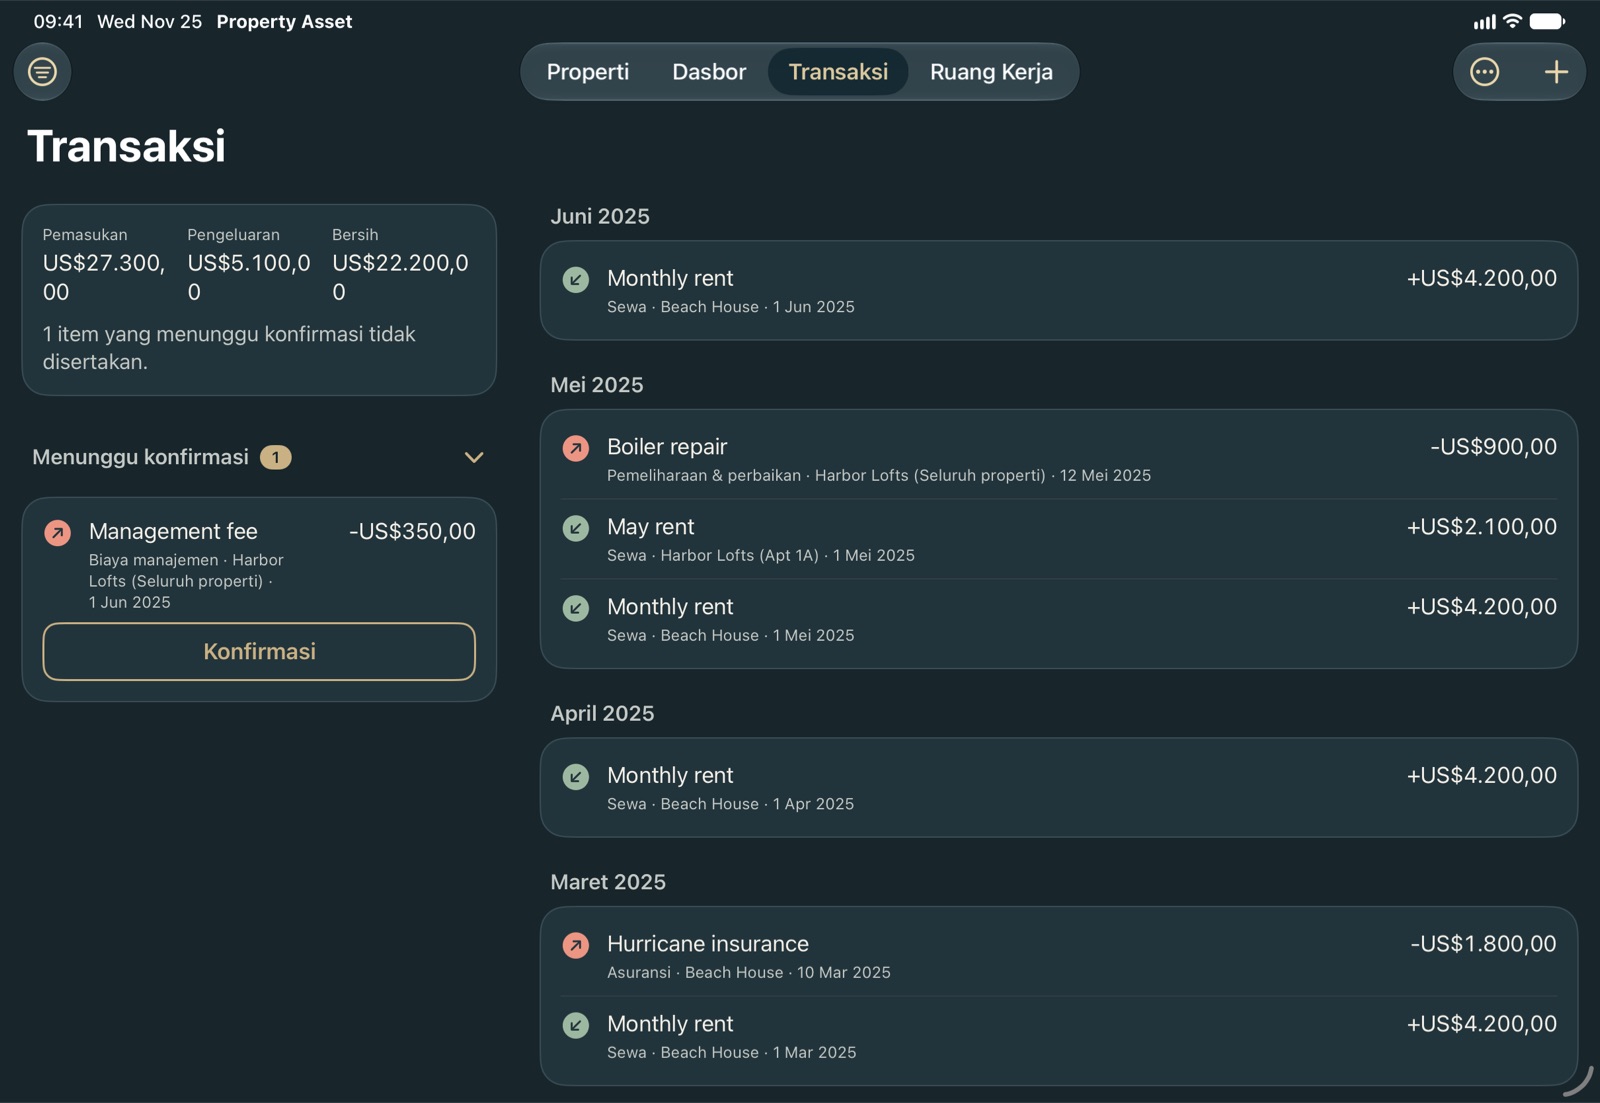 09:41 Wed Nov 25 Property Asset
Properti Dasbor Transaksi Ruang Kerja
Transaksi
Pemasukan Pengeluaran Bersih
US$27.300, US$5.100,0 US$22.200,0
00 0 0
1 item yang menunggu konfirmasi tidak
disertakan.
Menunggu konfirmasi 1
Management fee -US$350,00
Biaya manajemen · Harbor
Lofts (Seluruh properti) ·
1 Jun 2025
Konfirmasi
Juni 2025
Monthly rent +US$4.200,00
Sewa · Beach House · 1 Jun 2025
Mei 2025
Boiler repair -US$900,00
Pemeliharaan & perbaikan · Harbor Lofts (Seluruh properti) · 12 Mei 2025
May rent +US$2.100,00
Sewa · Harbor Lofts (Apt 1A) · 1 Mei 2025
Monthly rent +US$4.200,00
Sewa · Beach House · 1 Mei 2025
April 2025
Monthly rent +US$4.200,00
Sewa · Beach House · 1 Apr 2025
Maret 2025
Hurricane insurance -US$1.800,00
Asuransi · Beach House · 10 Mar 2025
Monthly rent +US$4.200,00
Sewa · Beach House · 1 Mar 2025